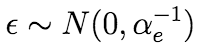 ϵ ∼ N(0, α_e^{-1})